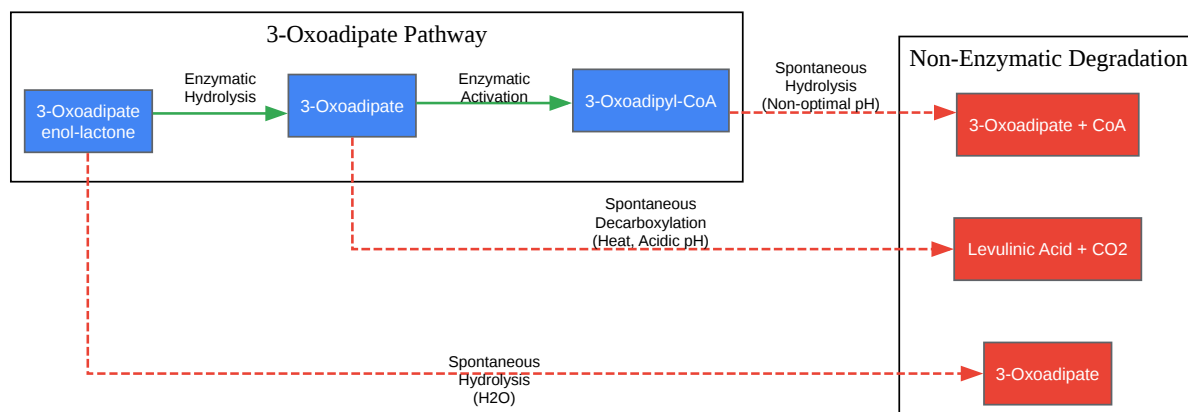 3-Oxoadipate Pathway
Enzymatic
Hydrolysis
Enzymatic
Activation
3-Oxoadipate
enol-lactone
3-Oxoadipate
3-Oxoadipyl-CoA
Spontaneous
Hydrolysis
(Non-optimal pH)
Non-Enzymatic Degradation
3-Oxoadipate + CoA
Spontaneous
Decarboxylation
(Heat, Acidic pH)
Levulinic Acid + CO2
Spontaneous
Hydrolysis
(H2O)
3-Oxoadipate